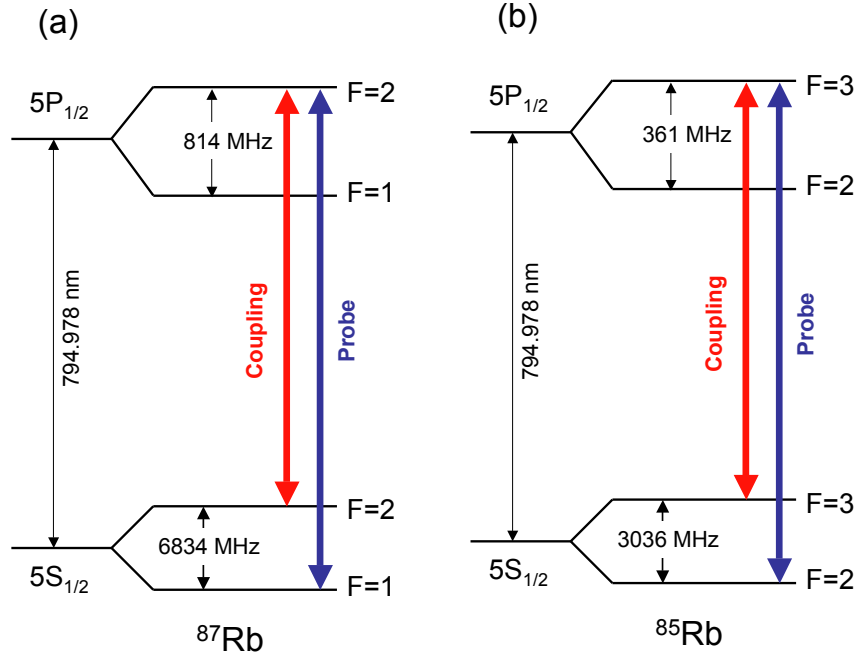 (a)
5P1/2
F=2
814 MHz
F=1
794.978 nm
Coupling
Probe
F=2
6834 MHz
5S1/2
F=1
87Rb
(b)
5P1/2
F=3
361 MHz
F=2
794.978 nm
Coupling
Probe
F=3
3036 MHz
5S1/2
F=2
85Rb